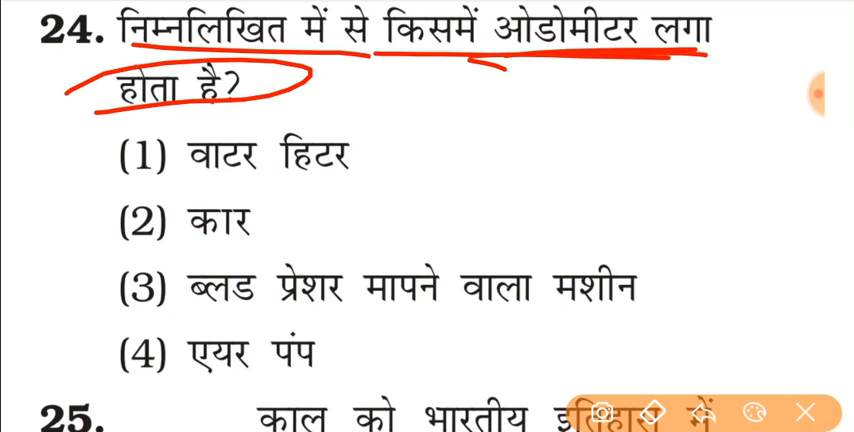 24. निम्नलिखित में से किसमें ओडोमीटर लगा
होता है?
(1) वाटर हिटर
(2) कार
(3) ब्लड प्रेशर मापने वाला मशीन
(4) एयर पंप
25. काल को भारतीय इतिहास में